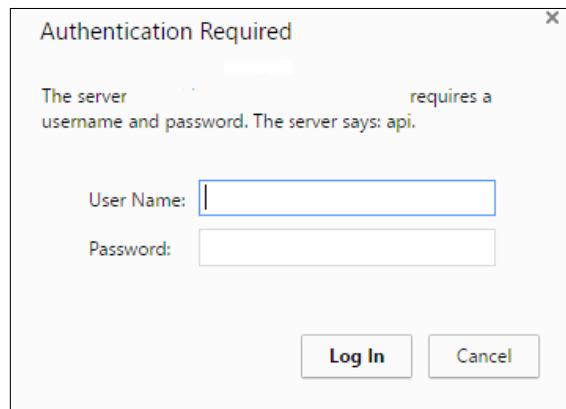 Authentication Required
The server requires a
username and password. The server says: api.
User Name:
Password:
Log In
Cancel